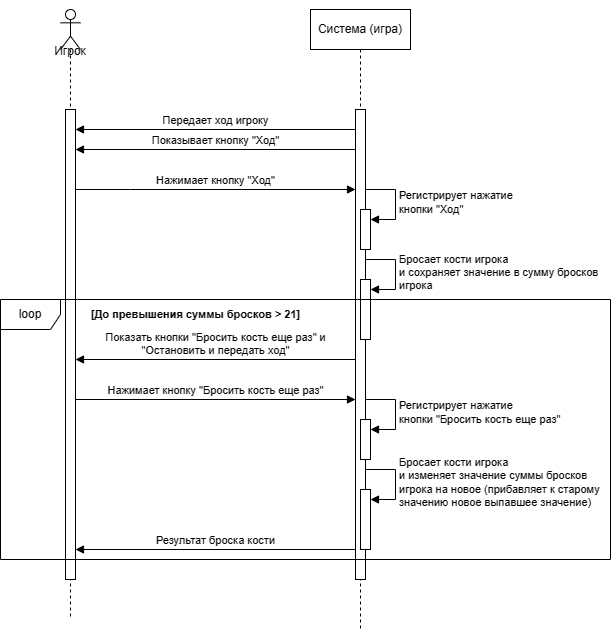 Игрок
Система (игра)
Передает ход игроку
Показывает кнопку "Ход"
Нажимает кнопку "Ход"
Регистрирует нажатие
кнопки "Ход"
Бросает кости игрока
и сохраняет значение в сумму бросков
игрока
loop
[До превышения суммы бросков > 21]
Показать кнопки "Бросить кость еще раз" и
"Остановить и передать ход"
Нажимает кнопку "Бросить кость еще раз"
Регистрирует нажатие
кнопки "Бросить кость еще раз"
Бросает кости игрока
и изменяет значение суммы бросков
игрока на новое (прибавляет к старому
значению новое выпавшее значение)
Результат броска кости